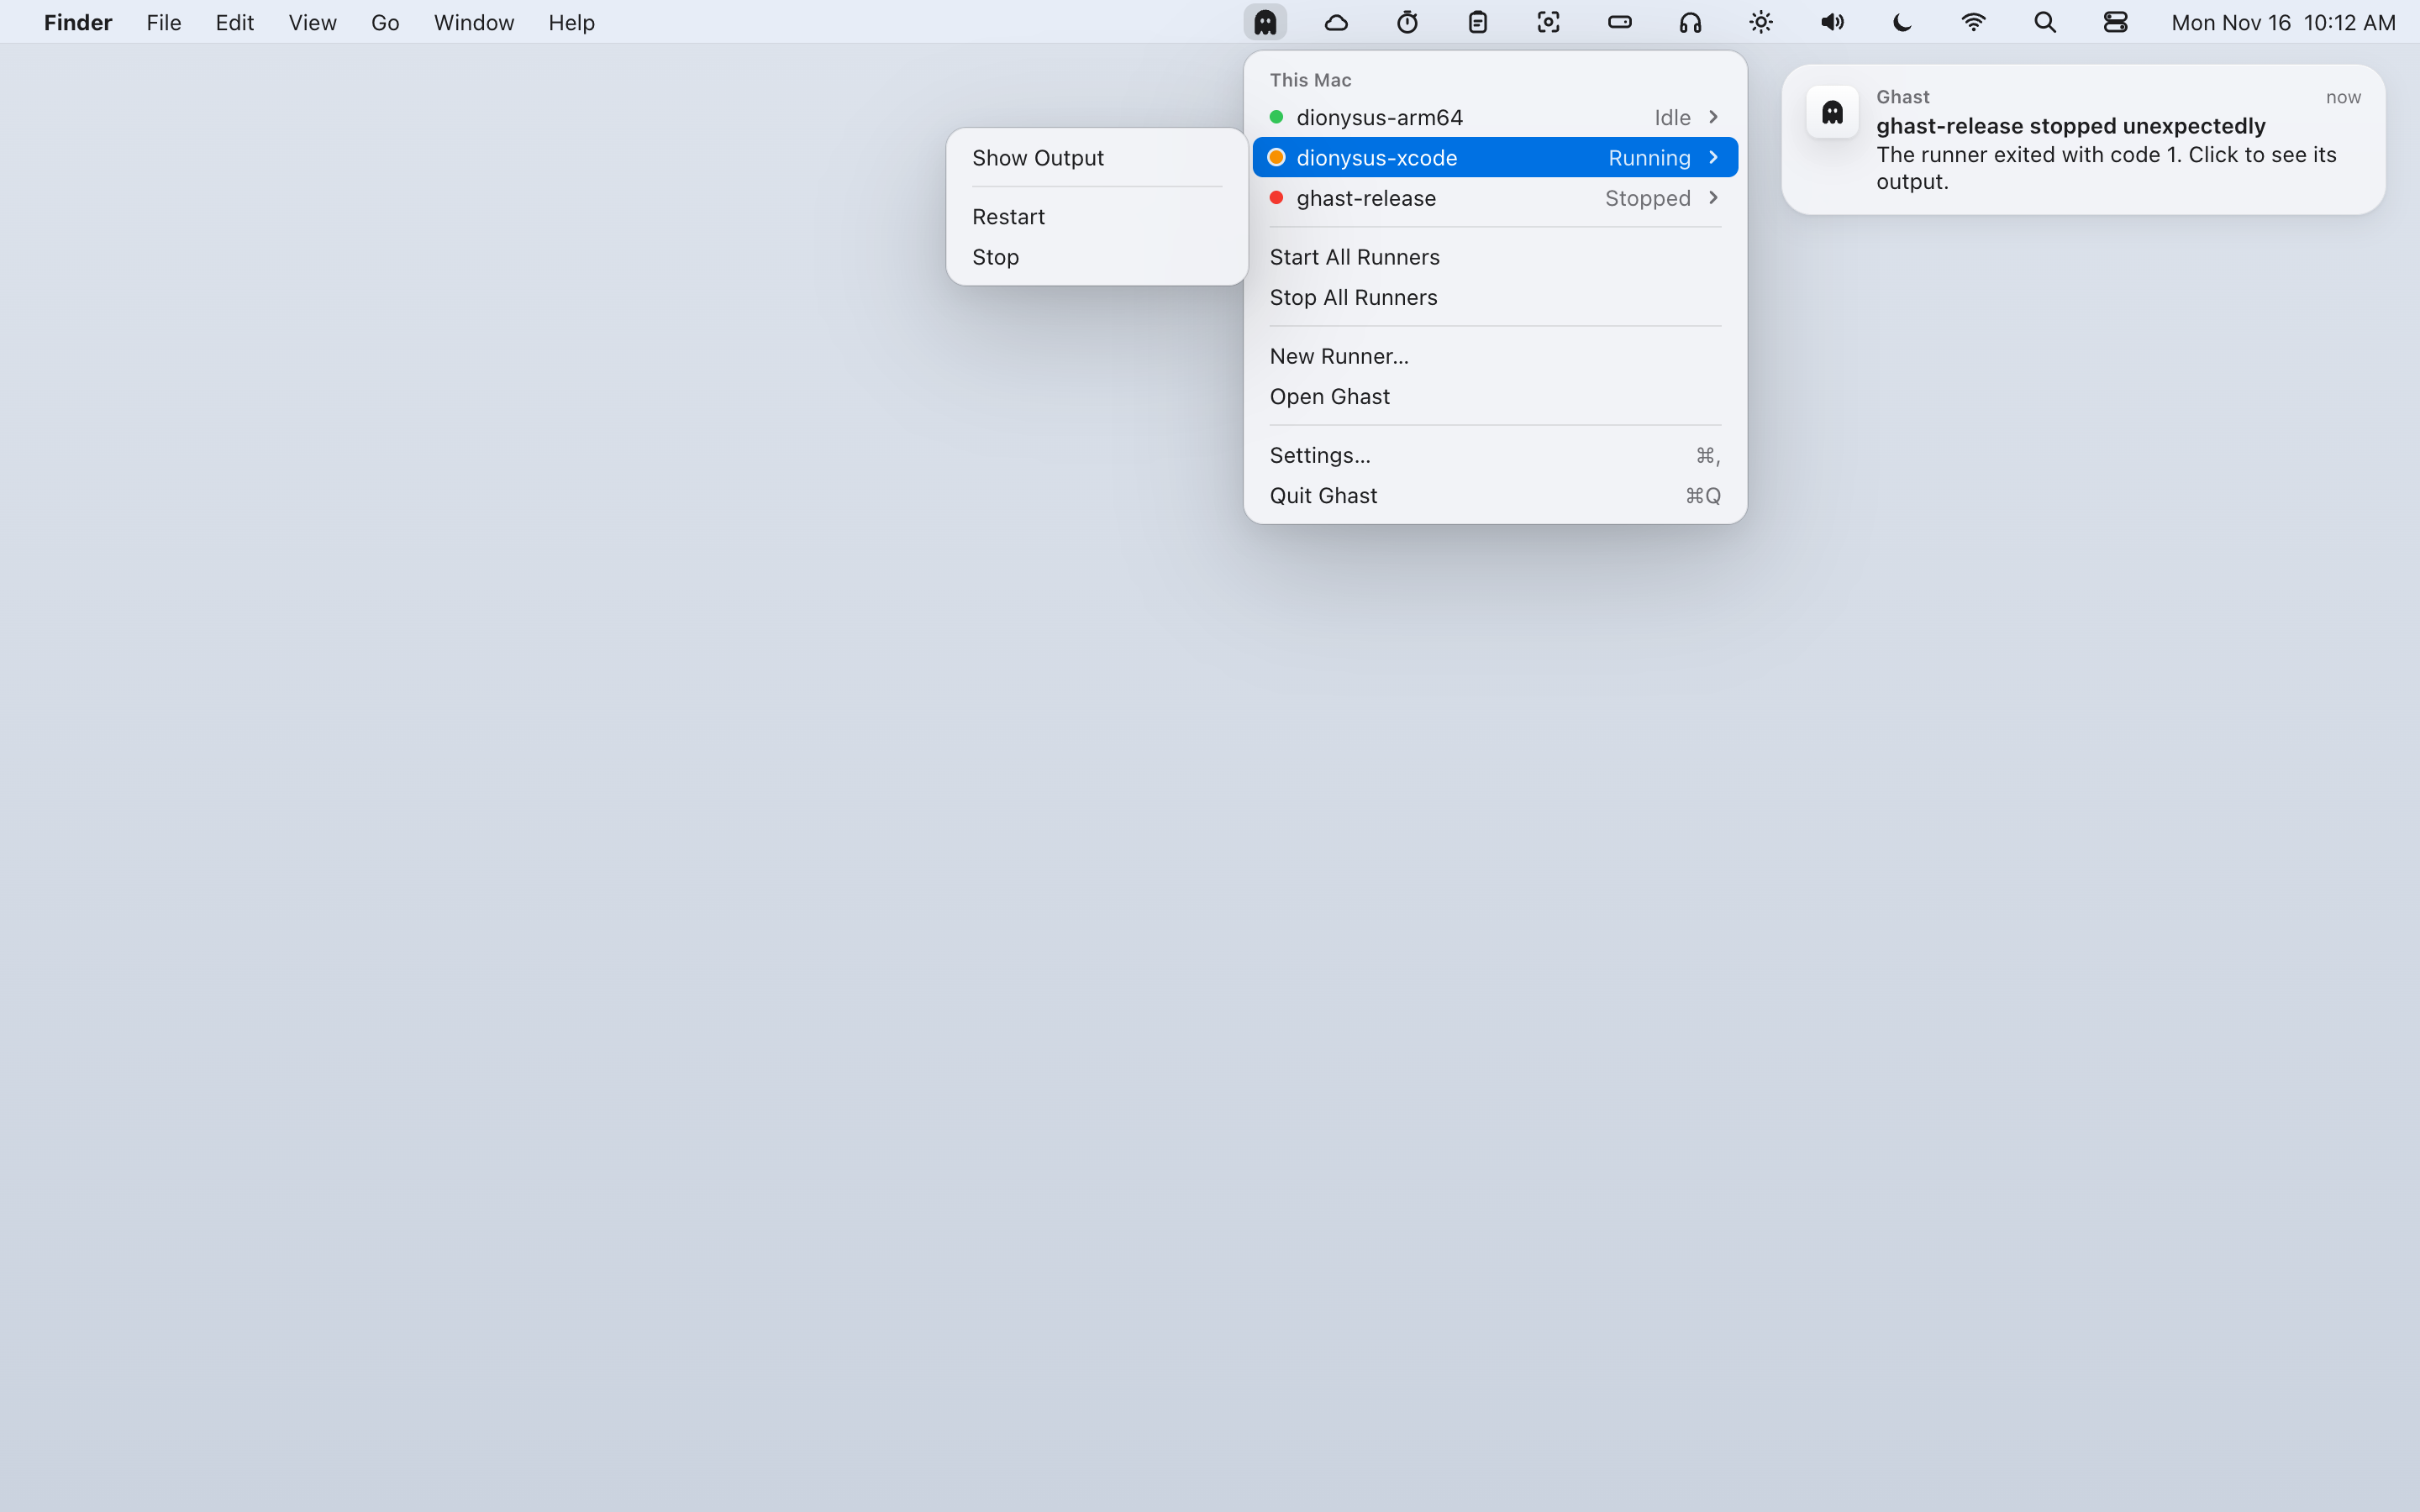 Finder File Edit View Go Window Help Mon Nov 16 10:12 AM
This Mac
dionysus-arm64 Idle
dionysus-xcode Running
ghast-release Stopped
Start All Runners
Stop All Runners
New Runner...
Open Ghast
Settings... ⌘,
Quit Ghast ⌘Q
Show Output
Restart
Stop
Ghast now
ghast-release stopped unexpectedly
The runner exited with code 1. Click to see its
output.